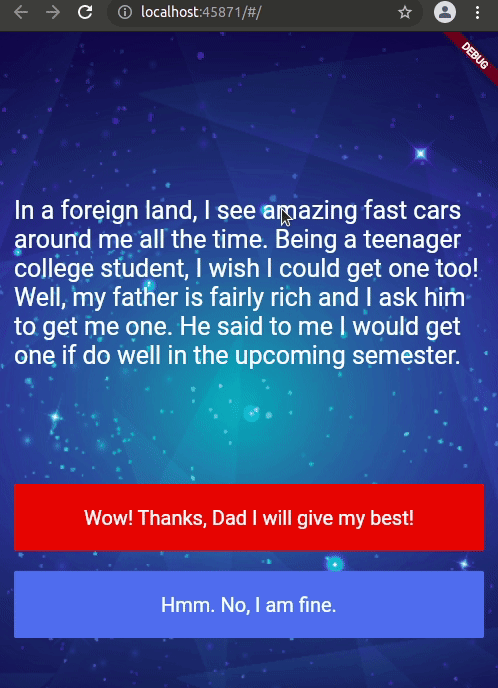 localhost:45871/#/
DEBUG
In a foreign land, I see amazing fast cars
around me all the time. Being a teenager
college student, I wish I could get one too!
Well, my father is fairly rich and I ask him
to get me one. He said to me I would get
one if do well in the upcoming semester.
Wow! Thanks, Dad I will give my best!
Hmm. No, I am fine.